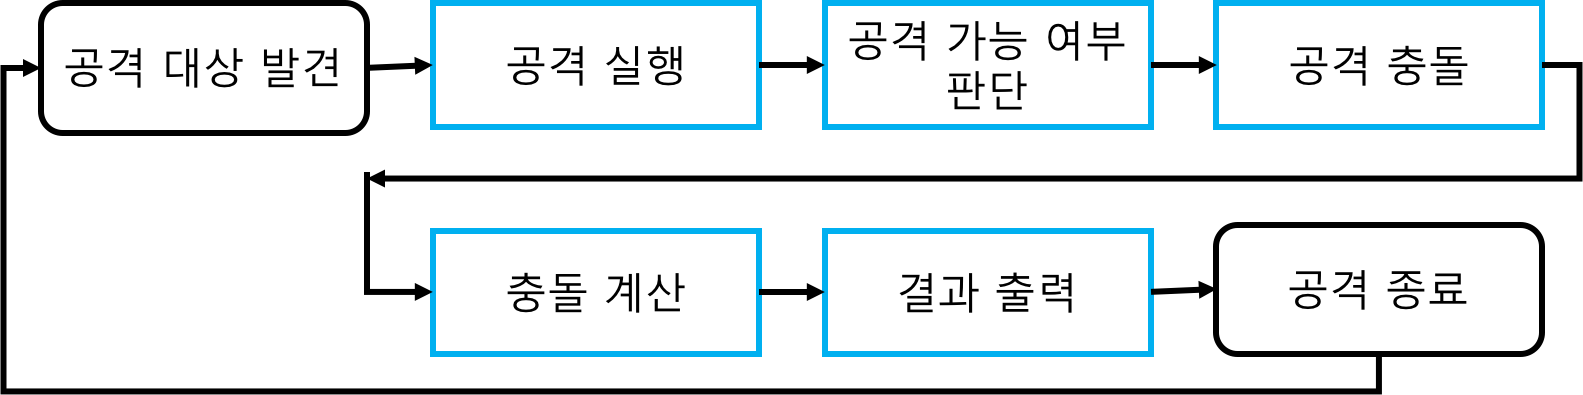 공격 대상 발견
공격 실행
공격 가능 여부
판단
공격 충돌
충돌 계산
결과 출력
공격 종료